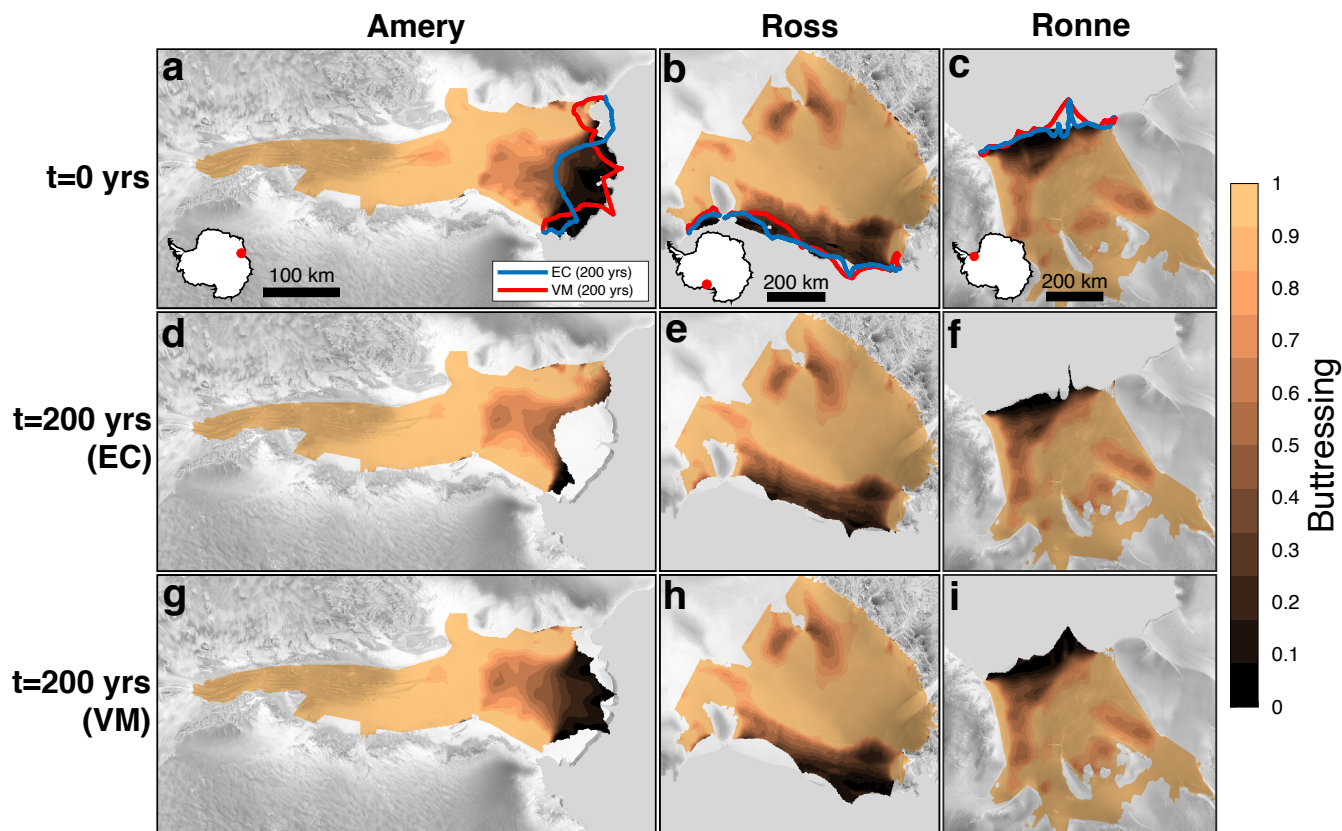 Amery
Ross
Ronne
a
b
c
t=0 yrs
EC (200 yrs)
VM (200 yrs)
100 km
200 km
200 km
d
e
f
t=200 yrs
(EC)
g
h
i
t=200 yrs
(VM)
1
0.9
0.8
0.7
0.6
0.5
0.4
0.3
0.2
0.1
0
Buttressing